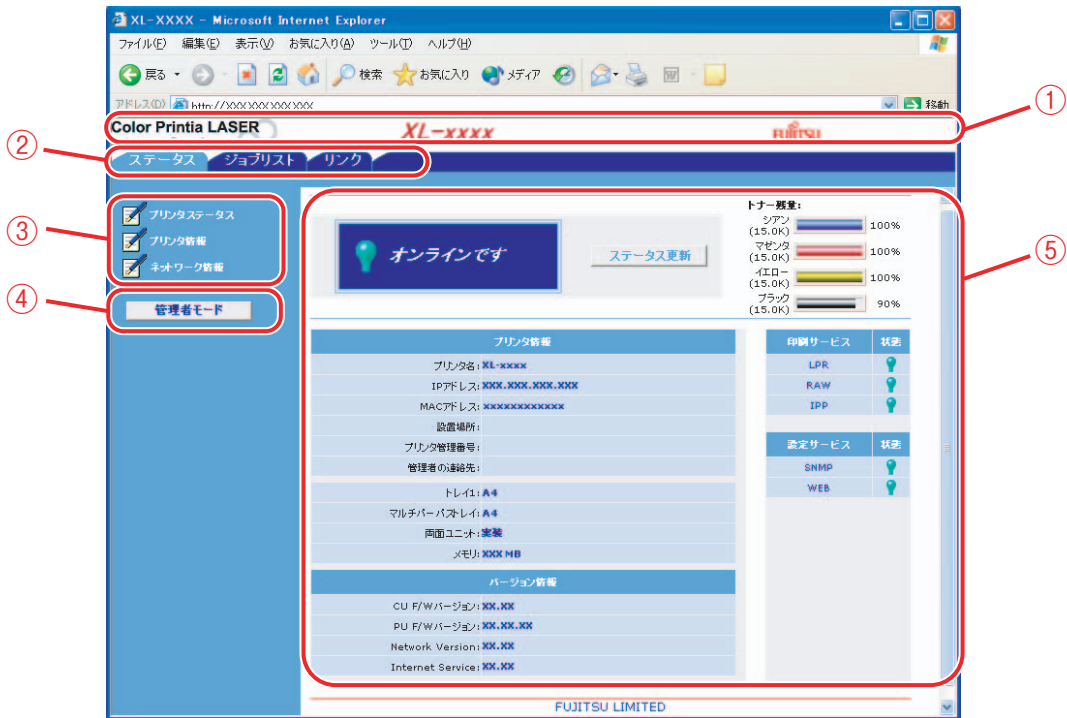 XL-XXXX - Microsoft Internet Explorer
ファイル(F) 編集(E) 表示(V) お気に入り(A) ツール(T) ヘルプ(H)
戻る 検索 お気に入り メディア
アドレス(D) http://XXX.XXX.XXX.XXX 移動
①
Color Printia LASER XL-xxxx FUJITSU
②
ステータス ジョブリスト リンク
③
プリンタステータス
プリンタ情報
ネットワーク情報
④
管理者モード
⑤
オンラインです
ステータス更新
トナー残量:
シアン
(15.0K) 100%
マゼンタ
(15.0K) 100%
イエロー
(15.0K) 100%
ブラック
(15.0K) 90%
プリンタ情報
プリンタ名: XL-xxxx
IPアドレス: XXX.XXX.XXX.XXX
MACアドレス: xxxxxxxxxxxx
設置場所:
プリンタ管理番号:
管理者の連絡先:
トレイ1: A4
マルチパーパストレイ: A4
両面ユニット: 実装
メモリ: XXX MB
バージョン情報
CU F/Wバージョン: XX.XX
PU F/Wバージョン: XX.XX.XX
Network Version: XX.XX
Internet Service: XX.XX
印刷サービス 状態
LPR
RAW
IPP
設定サービス 状態
SNMP
WEB
FUJITSU LIMITED